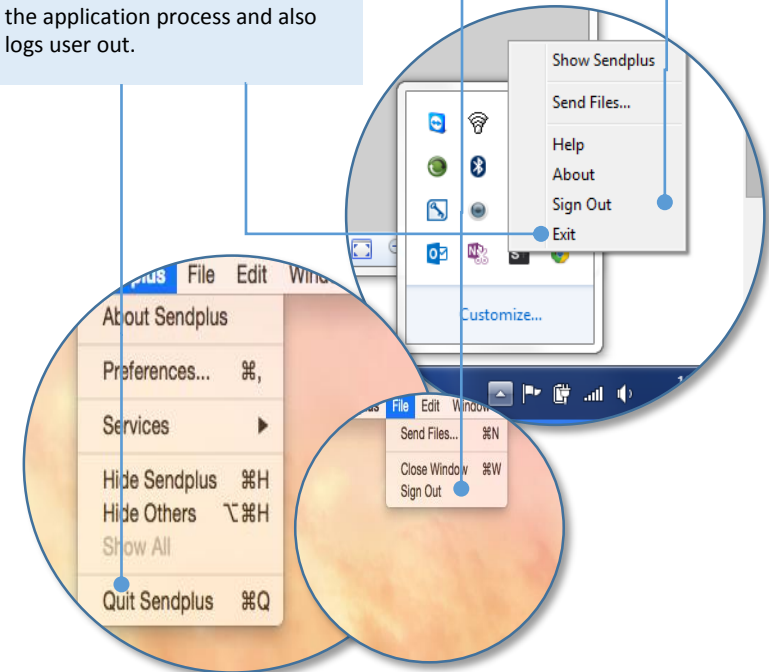 the application process and also
logs user out.
Show Sendplus
Send Files...
Help
About
Sign Out
Exit
Customize...
File Edit
About Sendplus
Preferences... ⌘,
Services ▶
Hide Sendplus ⌘H
Hide Others ⌥⌘H
Show All
Quit Sendplus ⌘Q
File Edit Window
Send Files... ⌘N
Close Window ⌘W
Sign Out